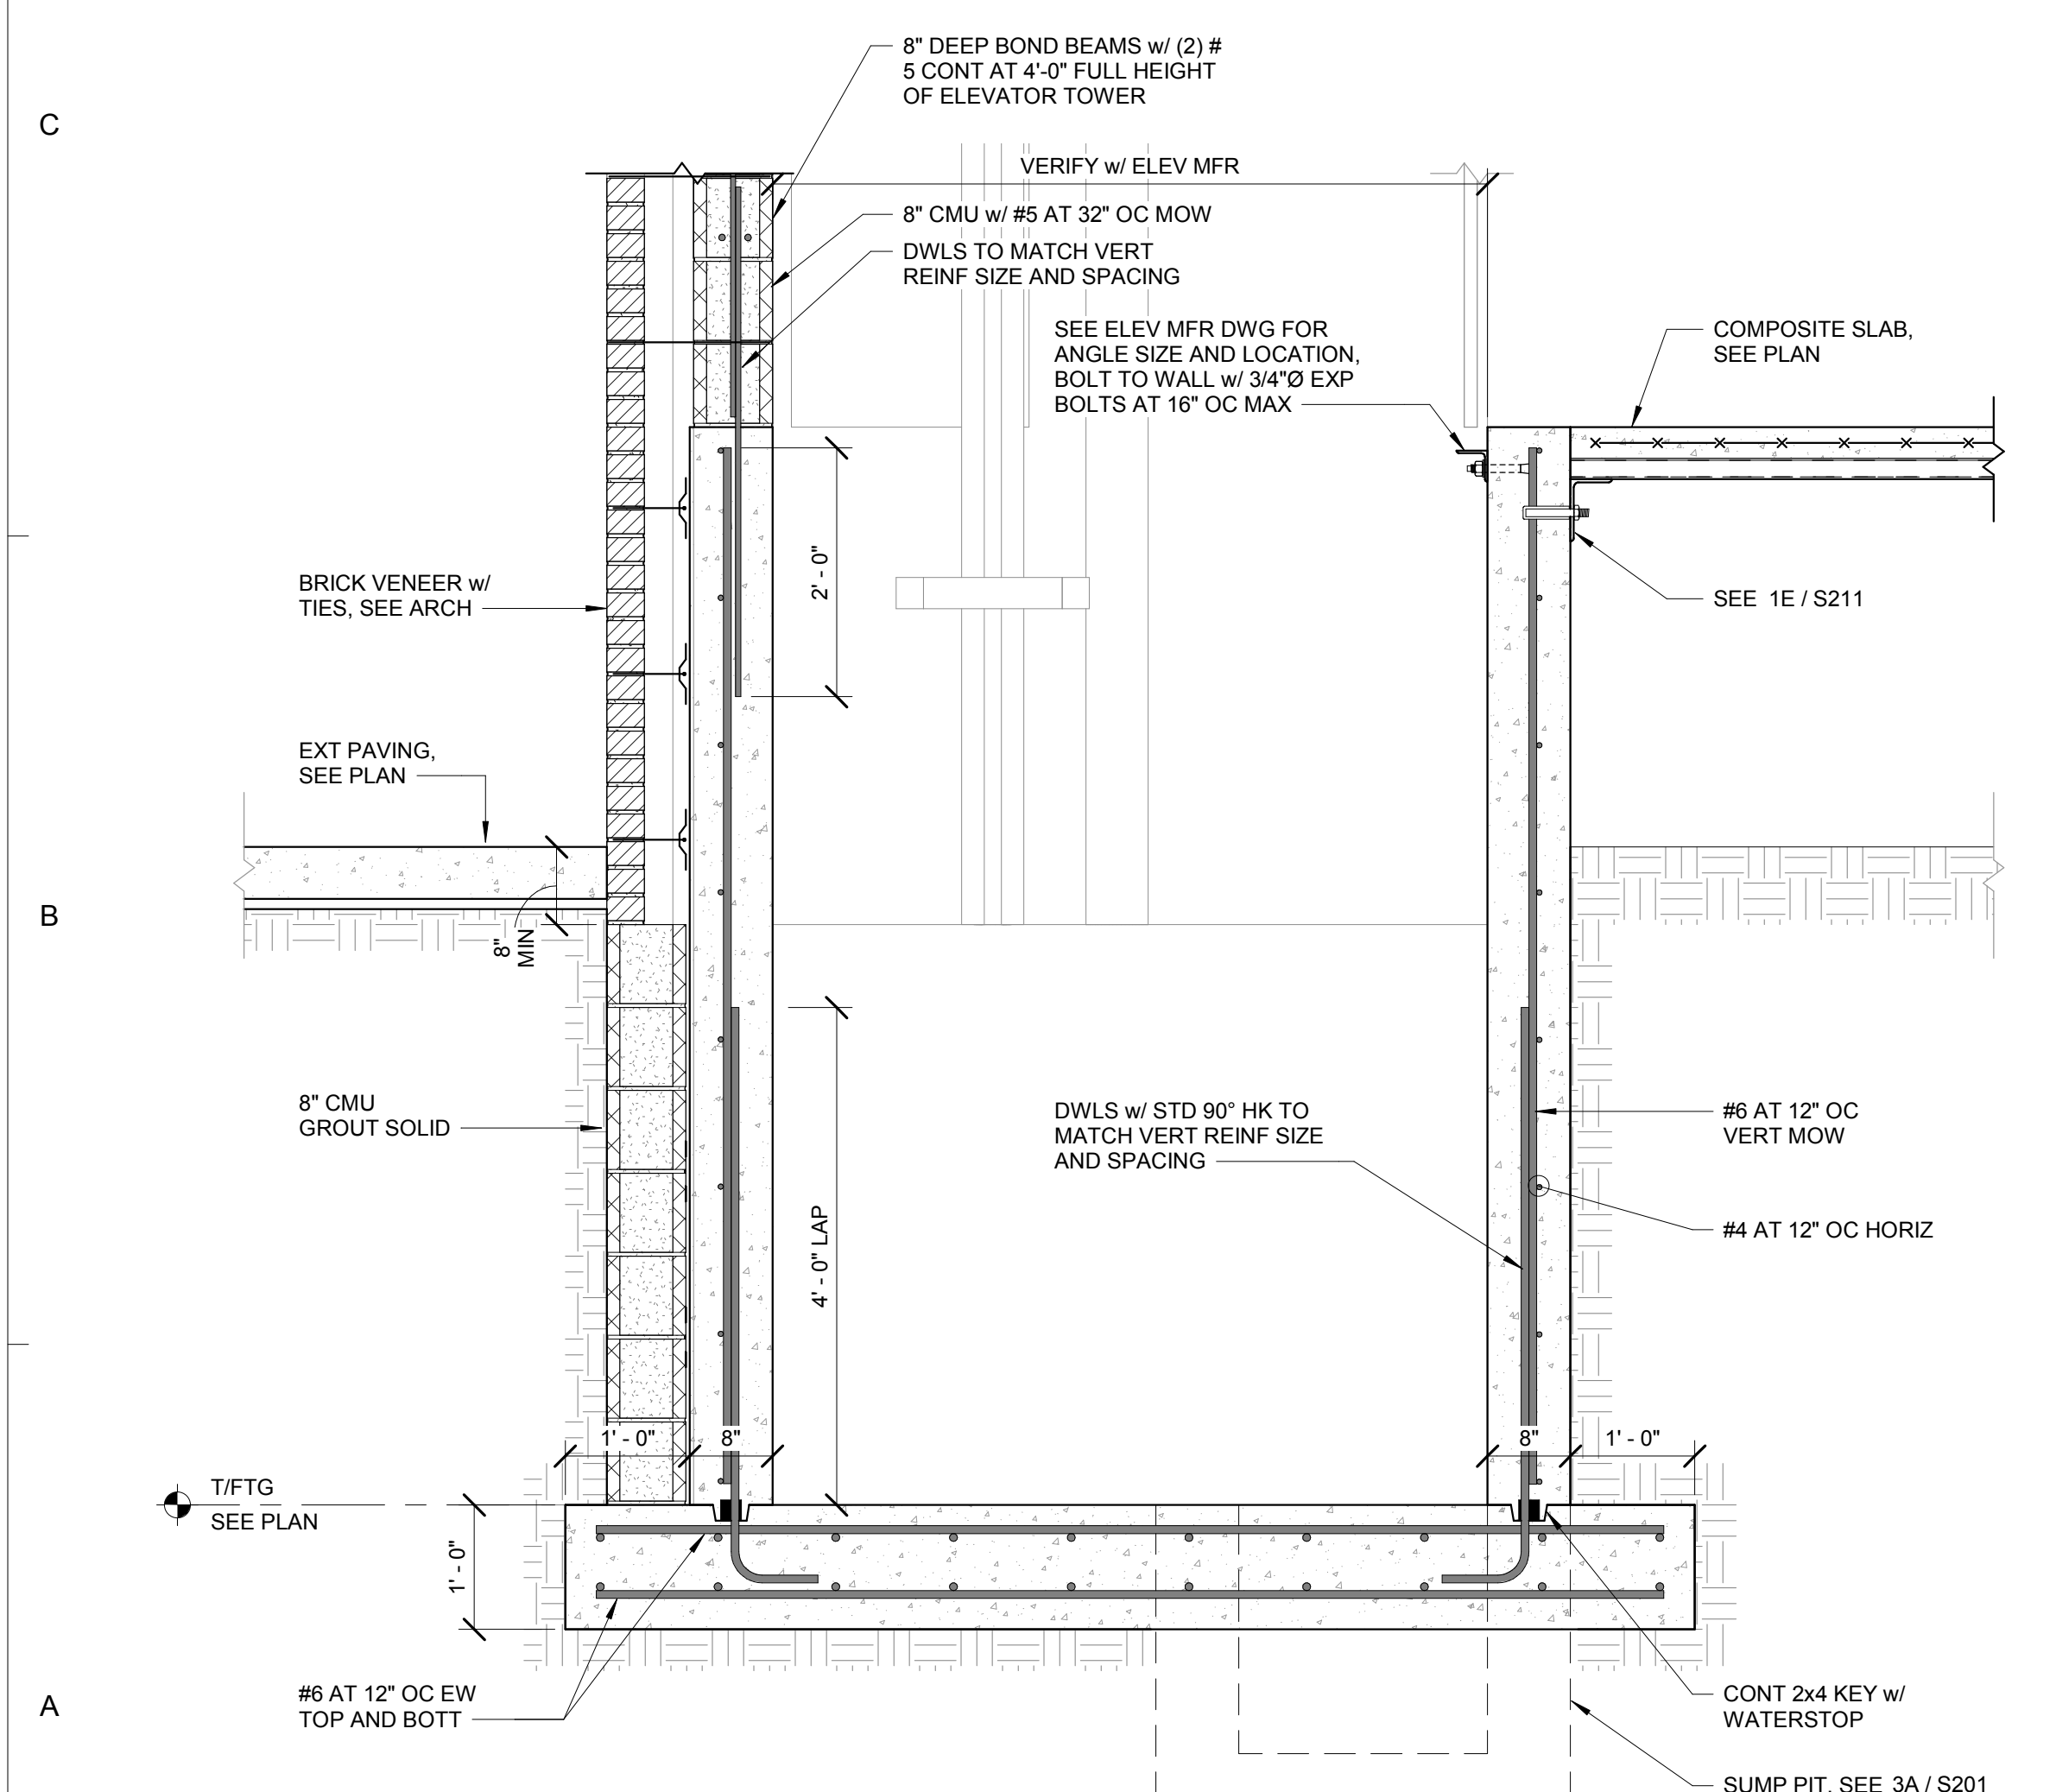 8" DEEP BOND BEAMS w/ (2) #
5 CONT AT 4'-0" FULL HEIGHT
OF ELEVATOR TOWER
C
VERIFY w/ ELEV MFR
8" CMU w/ #5 AT 32" OC MOW
DWLS TO MATCH VERT
REINF SIZE AND SPACING
SEE ELEV MFR DWG FOR
ANGLE SIZE AND LOCATION,
BOLT TO WALL w/ 3/4"Ø EXP
BOLTS AT 16" OC MAX
COMPOSITE SLAB,
SEE PLAN
2' - 0"
BRICK VENEER w/
TIES, SEE ARCH
SEE 1E / S211
EXT PAVING,
SEE PLAN
B
8"
MIN
8" CMU
GROUT SOLID
DWLS w/ STD 90° HK TO
MATCH VERT REINF SIZE
AND SPACING
#6 AT 12" OC
VERT MOW
4' - 0" LAP
#4 AT 12" OC HORIZ
1' - 0"
8"
8"
1' - 0"
T/FTG
SEE PLAN
1' - 0"
#6 AT 12" OC EW
TOP AND BOTT
A
CONT 2x4 KEY w/
WATERSTOP
SUMP PIT, SEE 3A / S201